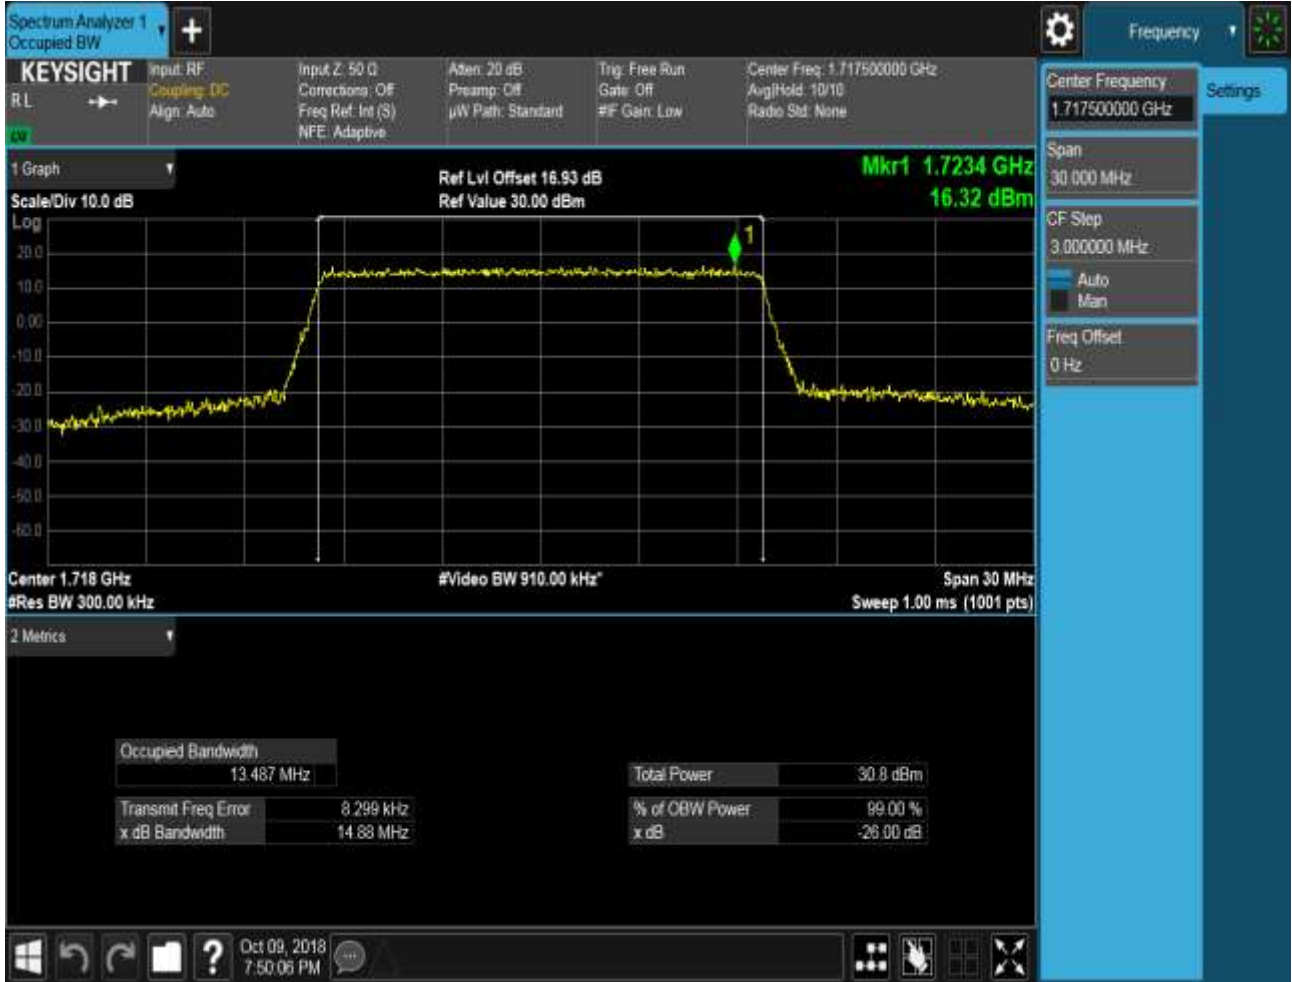 Spectrum Analyzer 1
Occupied BW
+
Frequency
KEYSIGHT
R L
LXI
Input: RF
Coupling: DC
Align: Auto
Input Z: 50 Ω
Corrections: Off
Freq Ref: Int (S)
NFE: Adaptive
Atten: 20 dB
Preamp: Off
µW Path: Standard
Trig: Free Run
Gate: Off
#IF Gain: Low
Center Freq: 1.717500000 GHz
Avg|Hold: 10/10
Radio Std: None
Center Frequency
1.717500000 GHz
Settings
Span
30.000 MHz
CF Step
3.000000 MHz
Auto
Man
Freq Offset
0 Hz
1 Graph
Ref Lvl Offset 16.93 dB
Mkr1 1.7234 GHz
Scale/Div 10.0 dB
Ref Value 30.00 dBm
16.32 dBm
Log
1
20.0
10.0
0.00
-10.0
-20.0
-30.0
-40.0
-50.0
-60.0
Center 1.718 GHz
#Video BW 910.00 kHz*
Span 30 MHz
#Res BW 300.00 kHz
Sweep 1.00 ms (1001 pts)
2 Metrics
Occupied Bandwidth
13.487 MHz
Total Power 30.8 dBm
Transmit Freq Error 8.299 kHz
% of OBW Power 99.00 %
x dB Bandwidth 14.88 MHz
x dB -26.00 dB
?
Oct 09, 2018
7:50:06 PM